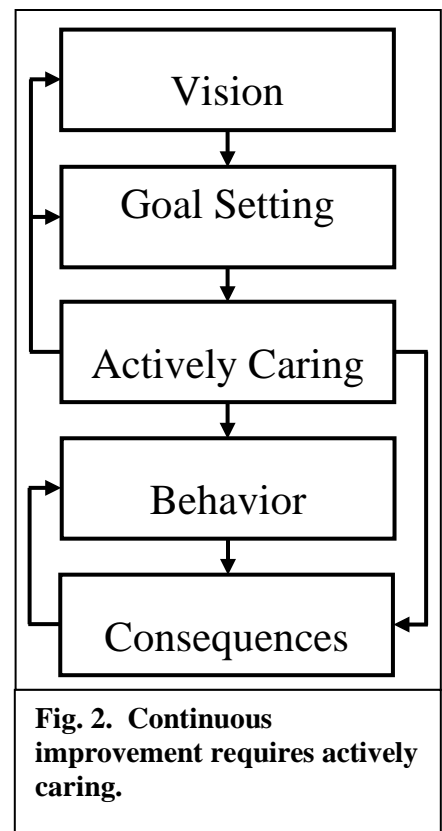 Vision
Goal Setting
Actively Caring
Behavior
Consequences
Fig. 2. Continuous
improvement requires actively
caring.